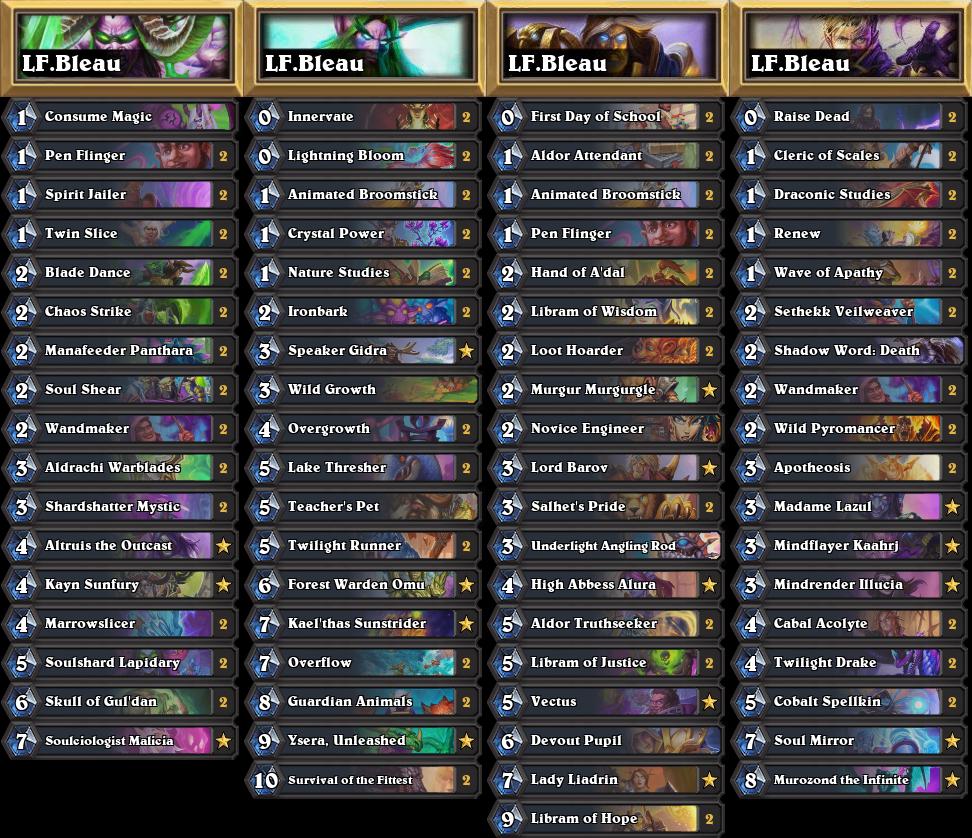 LF.Bleau
1 Consume Magic
1 Pen Flinger 2
1 Spirit Jailer 2
1 Twin Slice 2
2 Blade Dance 2
2 Chaos Strike 2
2 Manafeeder Panthara 2
2 Soul Shear 2
2 Wandmaker 2
3 Aldrachi Warblades 2
3 Shardshatter Mystic 2
4 Altruis the Outcast
4 Kayn Sunfury
4 Marrowslicer 2
5 Soulshard Lapidary 2
6 Skull of Gul'dan 2
7 Soulciologist Malicia
LF.Bleau
0 Innervate 2
0 Lightning Bloom 2
1 Animated Broomstick 2
1 Crystal Power 2
1 Nature Studies 2
2 Ironbark 2
3 Speaker Gidra
3 Wild Growth
4 Overgrowth 2
5 Lake Thresher 2
5 Teacher's Pet
5 Twilight Runner 2
6 Forest Warden Omu
7 Kael'thas Sunstrider
7 Overflow 2
8 Guardian Animals 2
9 Ysera, Unleashed
10 Survival of the Fittest 2
LF.Bleau
0 First Day of School 2
1 Aldor Attendant 2
1 Animated Broomstick 2
1 Pen Flinger 2
2 Hand of A'dal 2
2 Libram of Wisdom 2
2 Loot Hoarder 2
2 Murgur Murgurgle
2 Novice Engineer
3 Lord Barov
3 Salhet's Pride 2
3 Underlight Angling Rod
4 High Abbess Alura
5 Aldor Truthseeker 2
5 Libram of Justice 2
5 Vectus
6 Devout Pupil
7 Lady Liadrin
9 Libram of Hope 2
LF.Bleau
0 Raise Dead 2
1 Cleric of Scales 2
1 Draconic Studies 2
1 Renew 2
1 Wave of Apathy 2
2 Sethekk Veilweaver 2
2 Shadow Word: Death
2 Wandmaker 2
2 Wild Pyromancer 2
3 Apotheosis 2
3 Madame Lazul
3 Mindflayer Kaahrj
3 Mindrender Illucia
4 Cabal Acolyte 2
4 Twilight Drake 2
5 Cobalt Spellkin 2
7 Soul Mirror
8 Murozond the Infinite